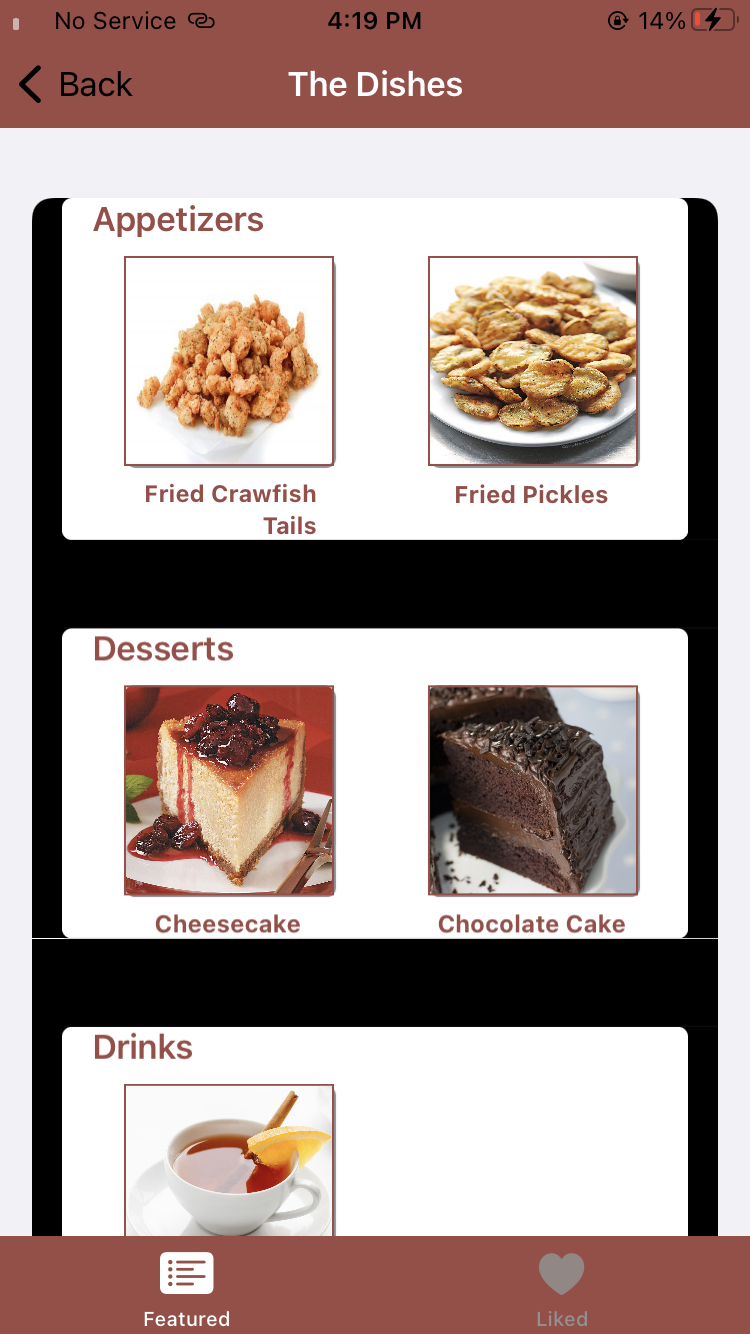 No Service 4:19 PM 14%
Back The Dishes
Appetizers
Fried Crawfish Fried Pickles
Tails
Desserts
Cheesecake Chocolate Cake
Drinks
Featured Liked